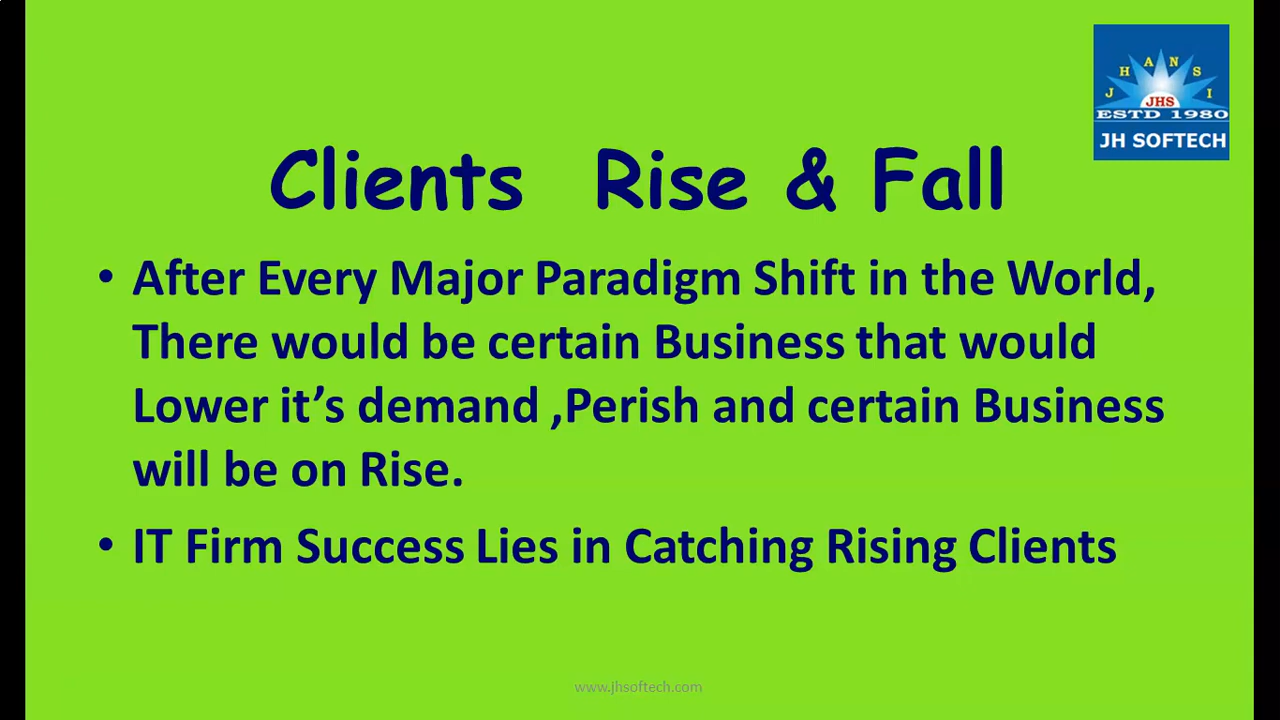 J H A N S I
JHS
ESTD 1980
JH SOFTECH
Clients Rise & Fall
• After Every Major Paradigm Shift in the World,
There would be certain Business that would
Lower it’s demand ,Perish and certain Business
will be on Rise.
• IT Firm Success Lies in Catching Rising Clients
www.jhsoftech.com